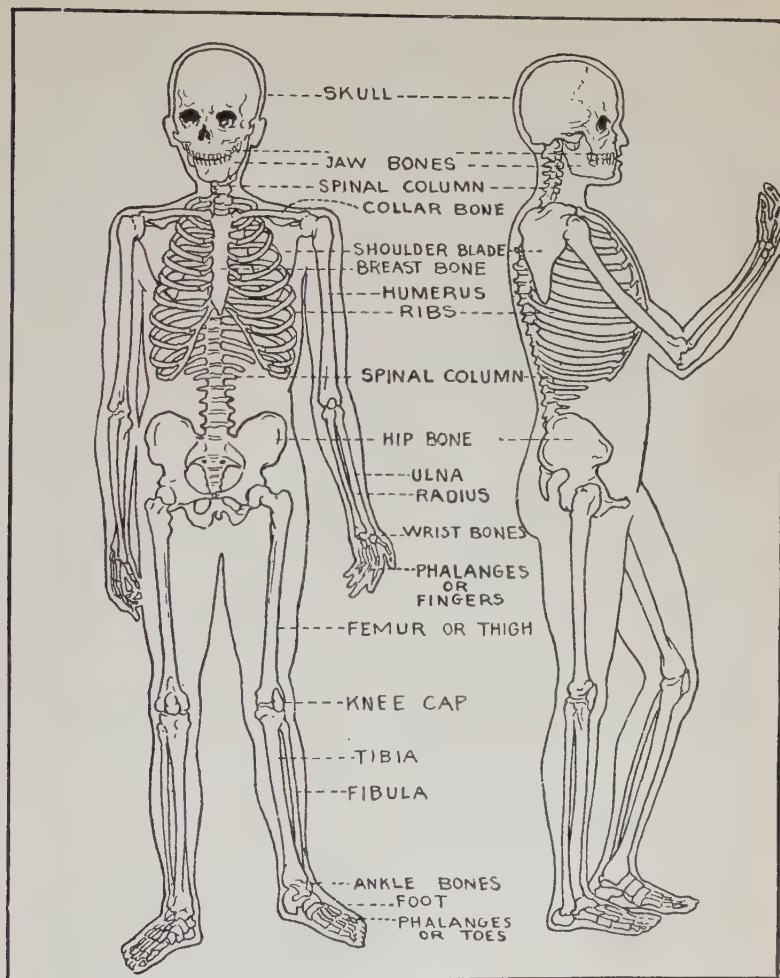 SKULL
JAW BONES
SPINAL COLUMN
COLLAR BONE
SHOULDER BLADE
BREAST BONE
HUMERUS
RIBS
SPINAL COLUMN
HIP BONE
ULNA
RADIUS
WRIST BONES
PHALANGES
OR
FINGERS
FEMUR OR THIGH
KNEE CAP
TIBIA
FIBULA
ANKLE BONES
FOOT
PHALANGES
OR TOES